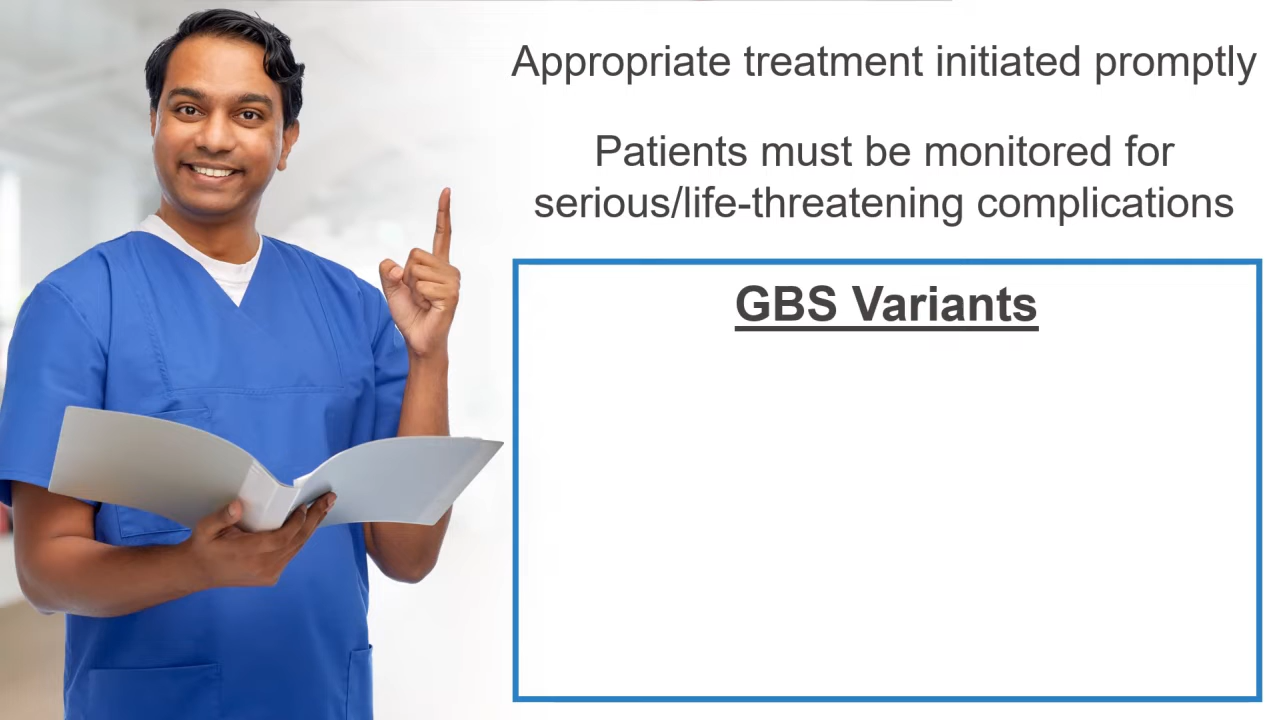 Appropriate treatment initiated promptly
Patients must be monitored for
serious/life-threatening complications
GBS Variants